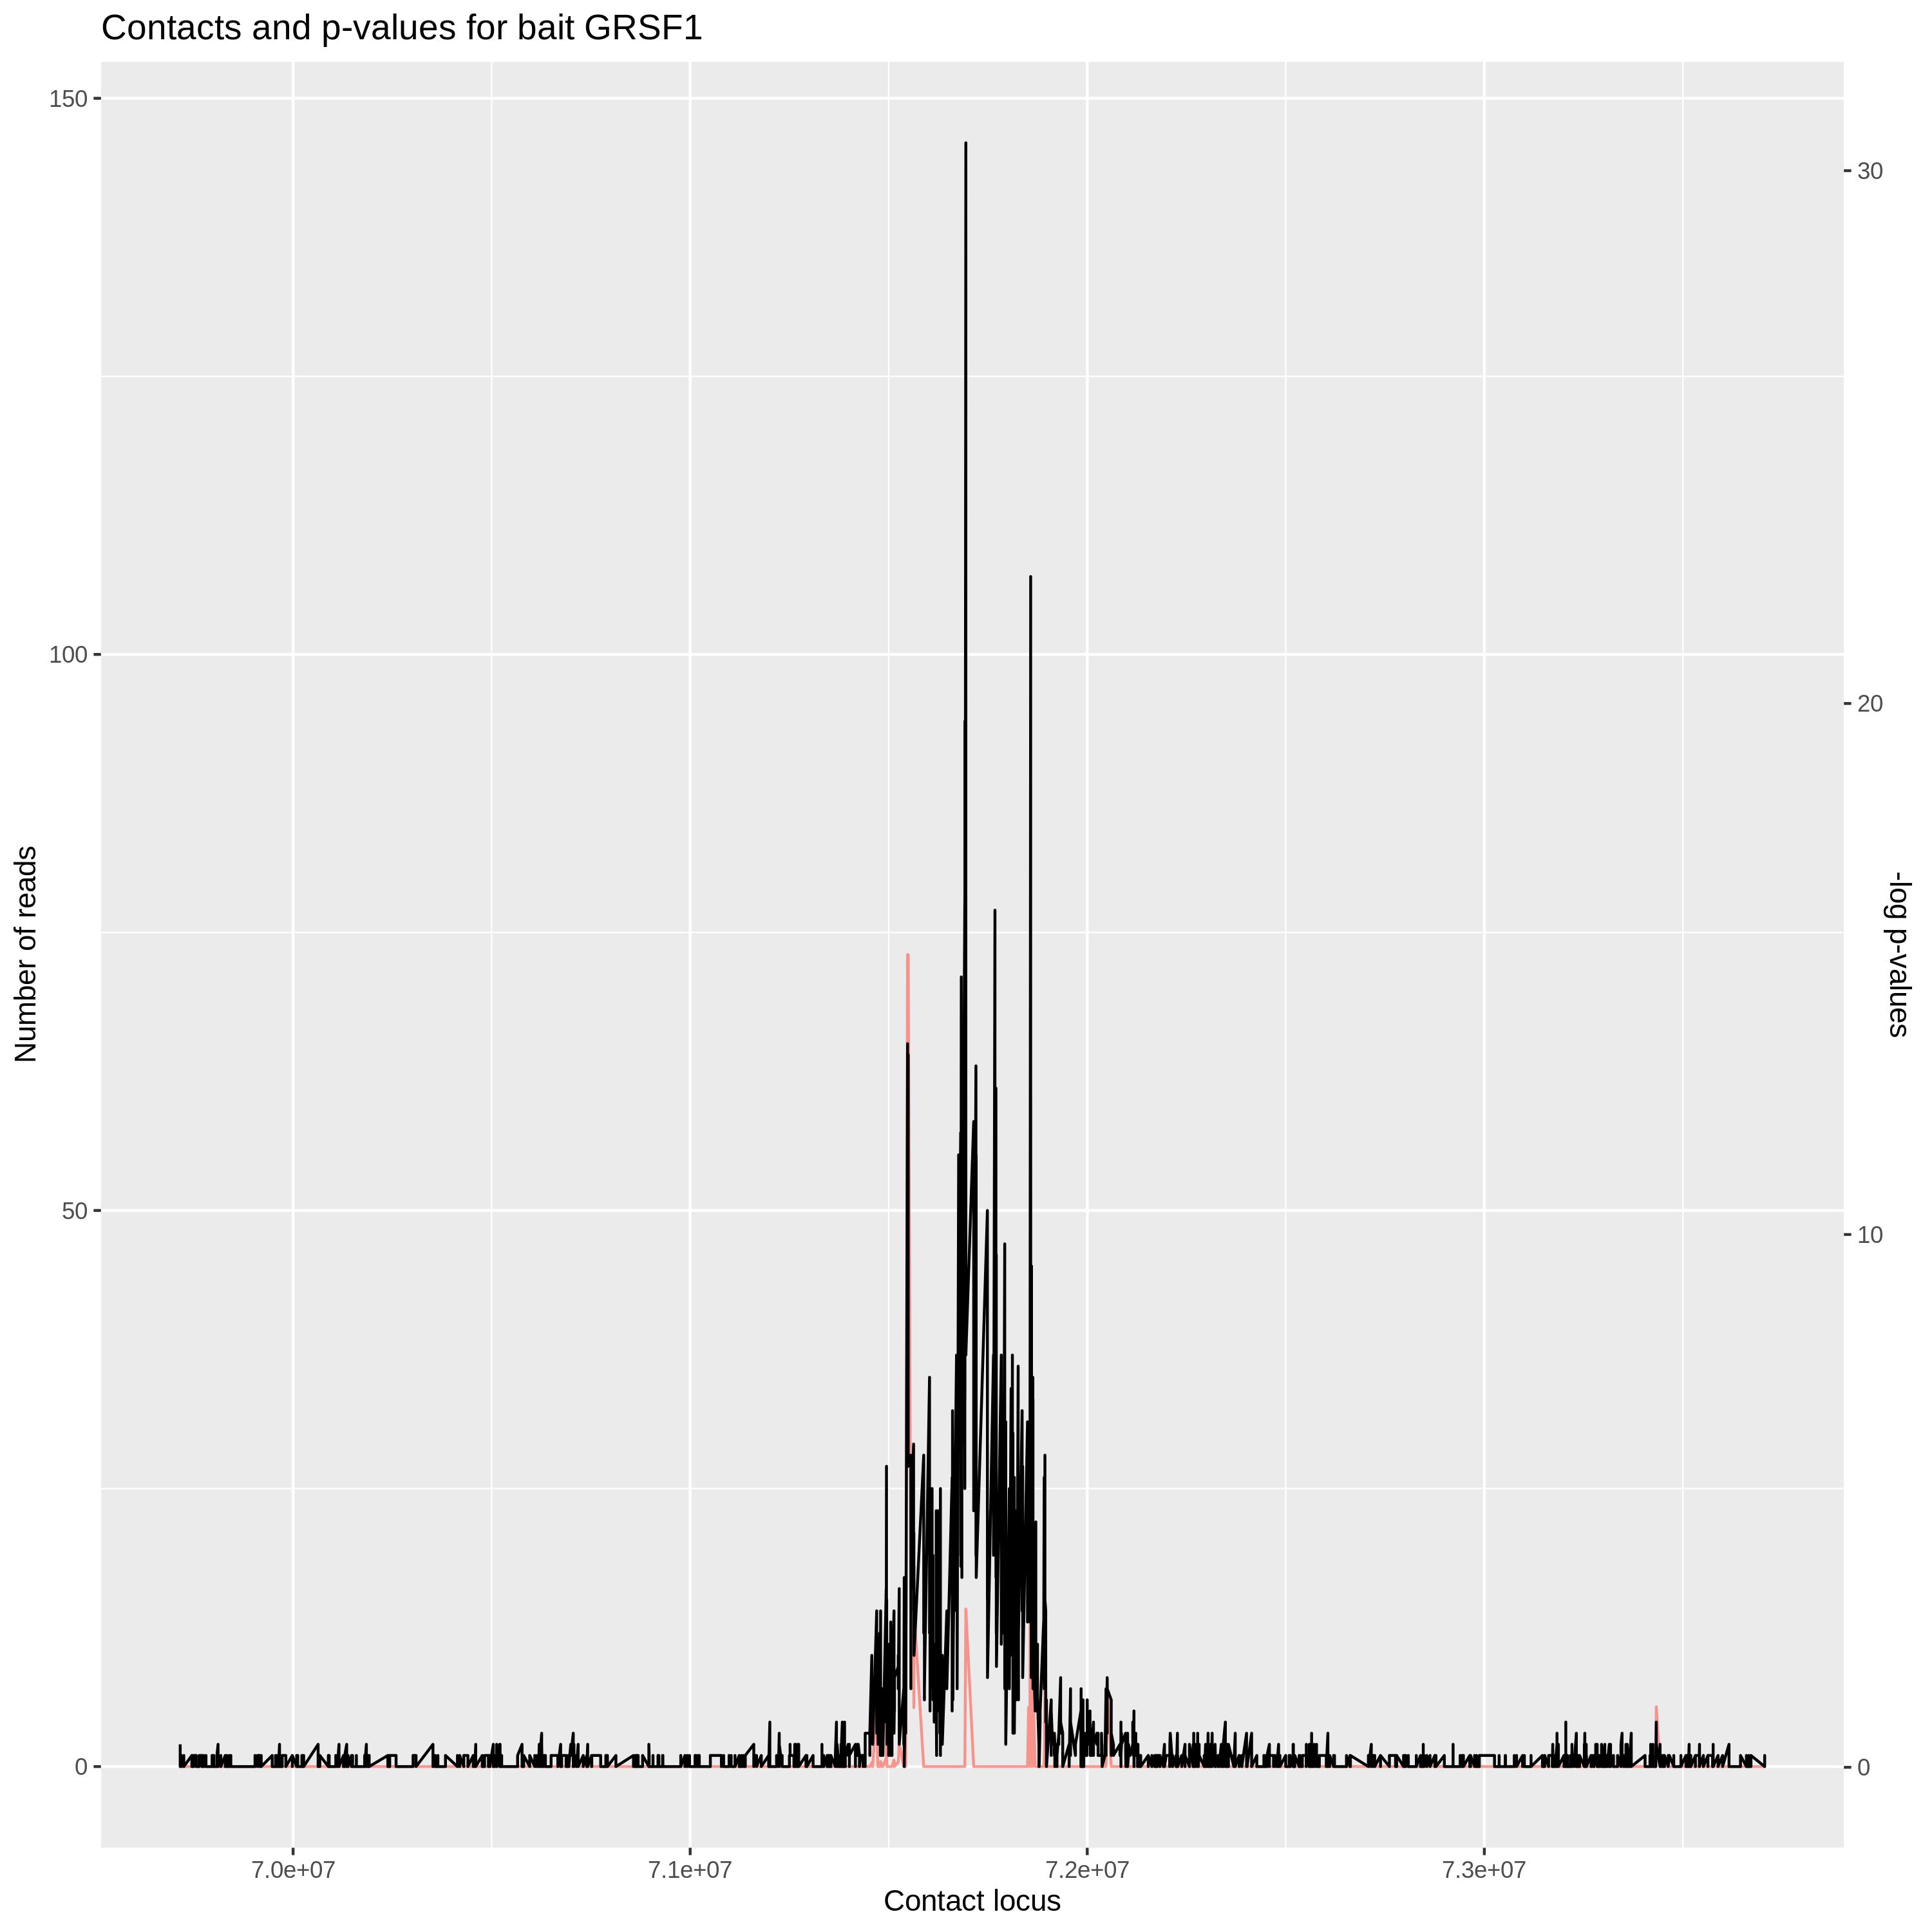 Contacts and p-values for bait GRSF1
150
100
50
0
Number of reads
30
20
10
0
-log p-values
7.0e+07
7.1e+07
7.2e+07
7.3e+07
Contact locus